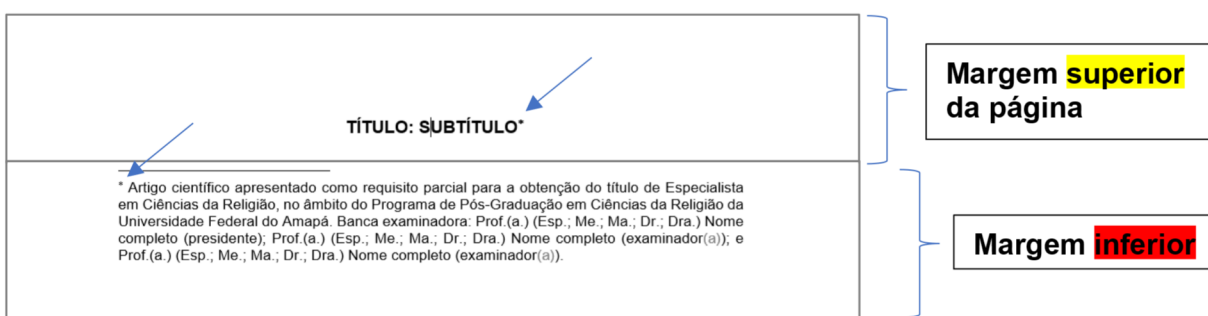 TÍTULO: SUBTÍTULO*
Margem superior
da página
* Artigo científico apresentado como requisito parcial para a obtenção do título de Especialista
em Ciências da Religião, no âmbito do Programa de Pós-Graduação em Ciências da Religião da
Universidade Federal do Amapá. Banca examinadora: Prof.(a.) (Esp.; Me.; Ma.; Dr.; Dra.) Nome
completo (presidente); Prof.(a.) (Esp.; Me.; Ma.; Dr.; Dra.) Nome completo (examinador(a)); e
Prof.(a.) (Esp.; Me.; Ma.; Dr.; Dra.) Nome completo (examinador(a)).
Margem inferior